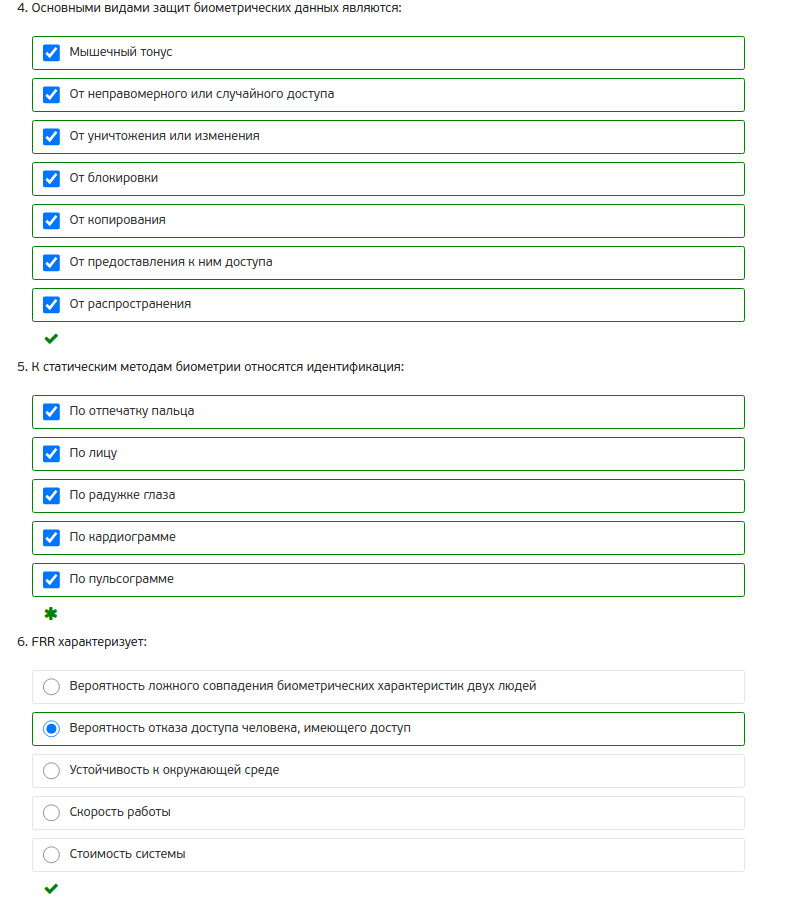 4. Основными видами защит биометрических данных являются:
Мышечный тонус
От неправомерного или случайного доступа
От уничтожения или изменения
От блокировки
От копирования
От предоставления к ним доступа
От распространения
5. К статическим методам биометрии относятся идентификация:
По отпечатку пальца
По лицу
По радужке глаза
По кардиограмме
По пульсограмме
6. FRR характеризует:
Вероятность ложного совпадения биометрических характеристик двух людей
Вероятность отказа доступа человека, имеющего доступ
Устойчивость к окружающей среде
Скорость работы
Стоимость системы